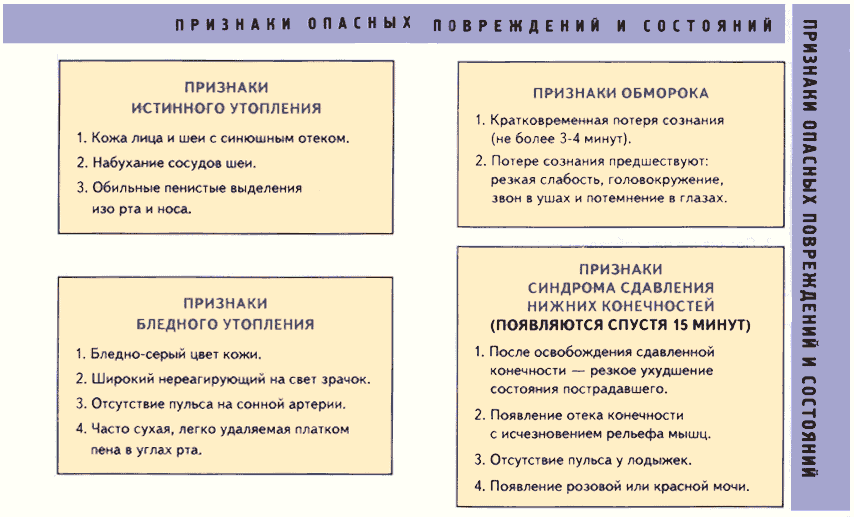 ПРИЗНАКИ ОПАСНЫХ ПОВРЕЖДЕНИЙ И СОСТОЯНИЙ
ПРИЗНАКИ
ИСТИННОГО УТОПЛЕНИЯ
1. Кожа лица и шеи с синюшным отеком.
2. Набухание сосудов шеи.
3. Обильные пенистые выделения
изо рта и носа.
ПРИЗНАКИ
БЛЕДНОГО УТОПЛЕНИЯ
1. Бледно-серый цвет кожи.
2. Широкий нереагирующий на свет зрачок.
3. Отсутствие пульса на сонной артерии.
4. Часто сухая, легко удаляемая платком
пена в углах рта.
ПРИЗНАКИ ОБМОРОКА
1. Кратковременная потеря сознания
(не более 3-4 минут).
2. Потере сознания предшествуют:
резкая слабость, головокружение,
звон в ушах и потемнение в глазах.
ПРИЗНАКИ
СИНДРОМА СДАВЛЕНИЯ
НИЖНИХ КОНЕЧНОСТЕЙ
(ПОЯВЛЯЮТСЯ СПУСТЯ 15 МИНУТ)
1. После освобождения сдавленной
конечности — резкое ухудшение
состояния пострадавшего.
2. Появление отека конечности
с исчезновением рельефа мышц.
3. Отсутствие пульса у лодыжек.
4. Появление розовой или красной мочи.
ПРИЗНАКИ ОПАСНЫХ ПОВРЕЖДЕНИЙ И СОСТОЯНИЙ